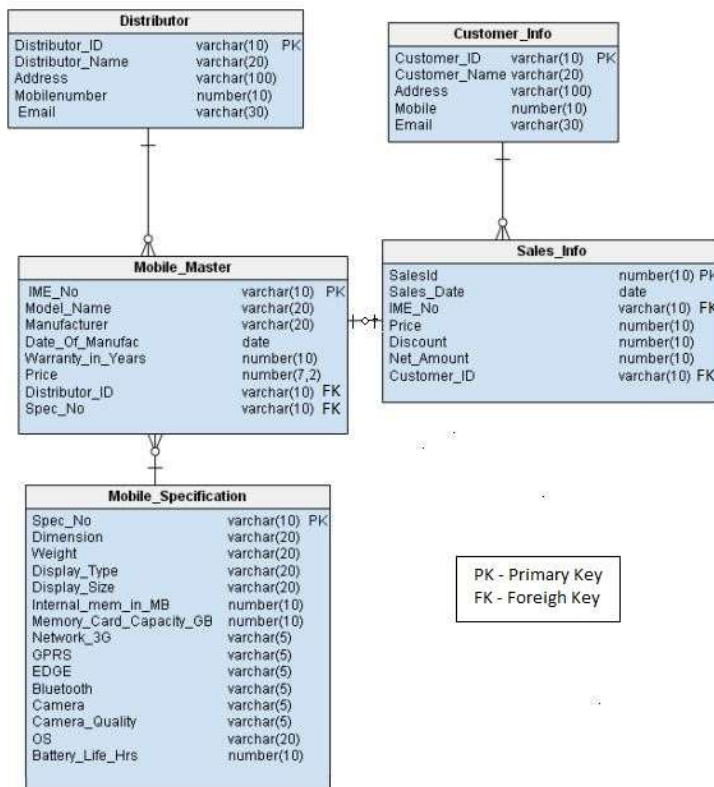 Distributor
Distributor_ID varchar(10) PK
Distributor_Name varchar(20)
Address varchar(100)
Mobilenumber number(10)
Email varchar(30)
Customer_Info
Customer_ID varchar(10) PK
Customer_Name varchar(20)
Address varchar(100)
Mobile number(10)
Email varchar(30)
Mobile_Master
IME_No varchar(10) PK
Model_Name varchar(20)
Manufacturer varchar(20)
Date_Of_Manufac date
Warranty_in_Years number(10)
Price number(7,2)
Distributor_ID varchar(10) FK
Spec_No varchar(10) FK
Sales_Info
SalesId number(10) PK
Sales_Date date
IME_No varchar(10) FK
Price number(10)
Discount number(10)
Net_Amount number(10)
Customer_ID varchar(10) FK
Mobile_Specification
Spec_No varchar(10) PK
Dimension varchar(20)
Weight varchar(20)
Display_Type varchar(20)
Display_Size varchar(20)
Internal_mem_in_MB number(10)
Memory_Card_Capacity_GB number(10)
Network_3G varchar(5)
GPRS varchar(5)
EDGE varchar(5)
Bluetooth varchar(5)
Camera varchar(5)
Camera_Quality varchar(5)
OS varchar(20)
Battery_Life_Hrs number(10)
PK - Primary Key
FK - Foreigh Key